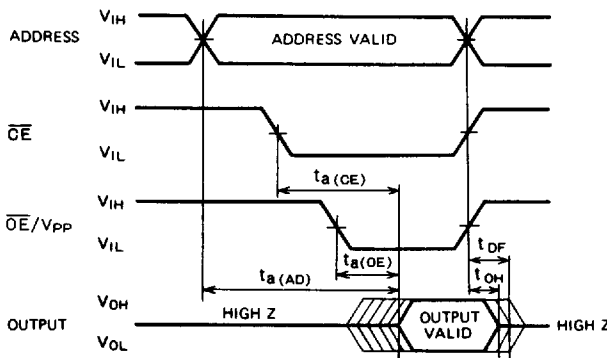 ADDRESS
VIH
VIL
ADDRESS VALID
CE
VIH
VIL
ta(CE)
OE/VPP
VIH
VIL
ta(OE)
tDF
tOH
ta(AD)
OUTPUT
VOH
VOL
HIGH Z
OUTPUT
VALID
HIGH Z